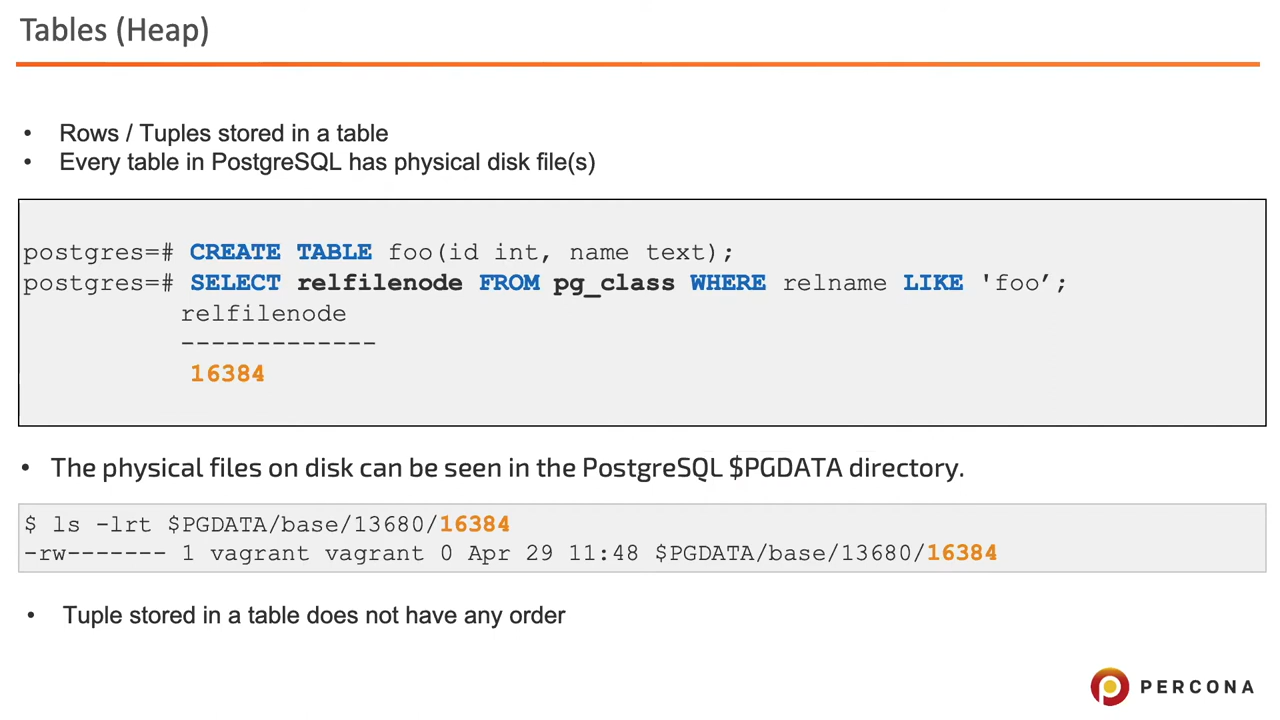 Tables (Heap)
• Rows / Tuples stored in a table
• Every table in PostgreSQL has physical disk file(s)
postgres=# CREATE TABLE foo(id int, name text);
postgres=# SELECT relfilenode FROM pg_class WHERE relname LIKE 'foo’;
relfilenode
-------------
16384
• The physical files on disk can be seen in the PostgreSQL $PGDATA directory.
$ ls -lrt $PGDATA/base/13680/16384
-rw------- 1 vagrant vagrant 0 Apr 29 11:48 $PGDATA/base/13680/16384
• Tuple stored in a table does not have any order
PERCONA